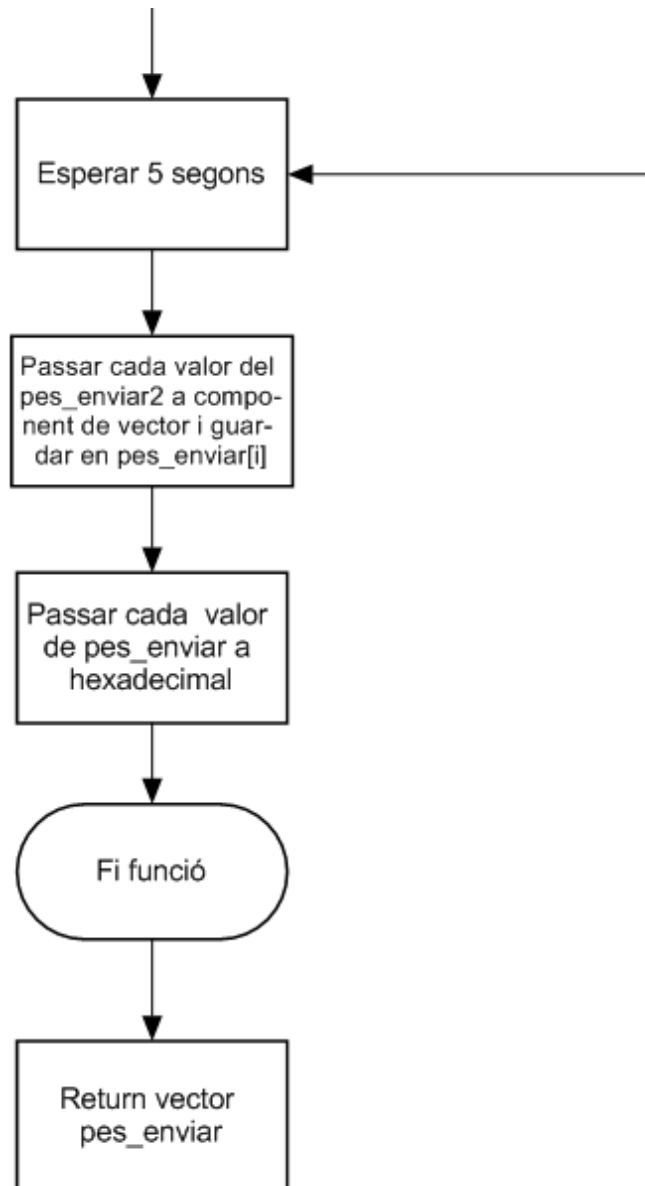 Esperar 5 segons
Passar cada valor del
pes_enviar2 a compo-
nent de vector i guar-
dar en pes_enviar[i]
Passar cada  valor
de pes_enviar a
hexadecimal
Fi funció
Return vector
pes_enviar